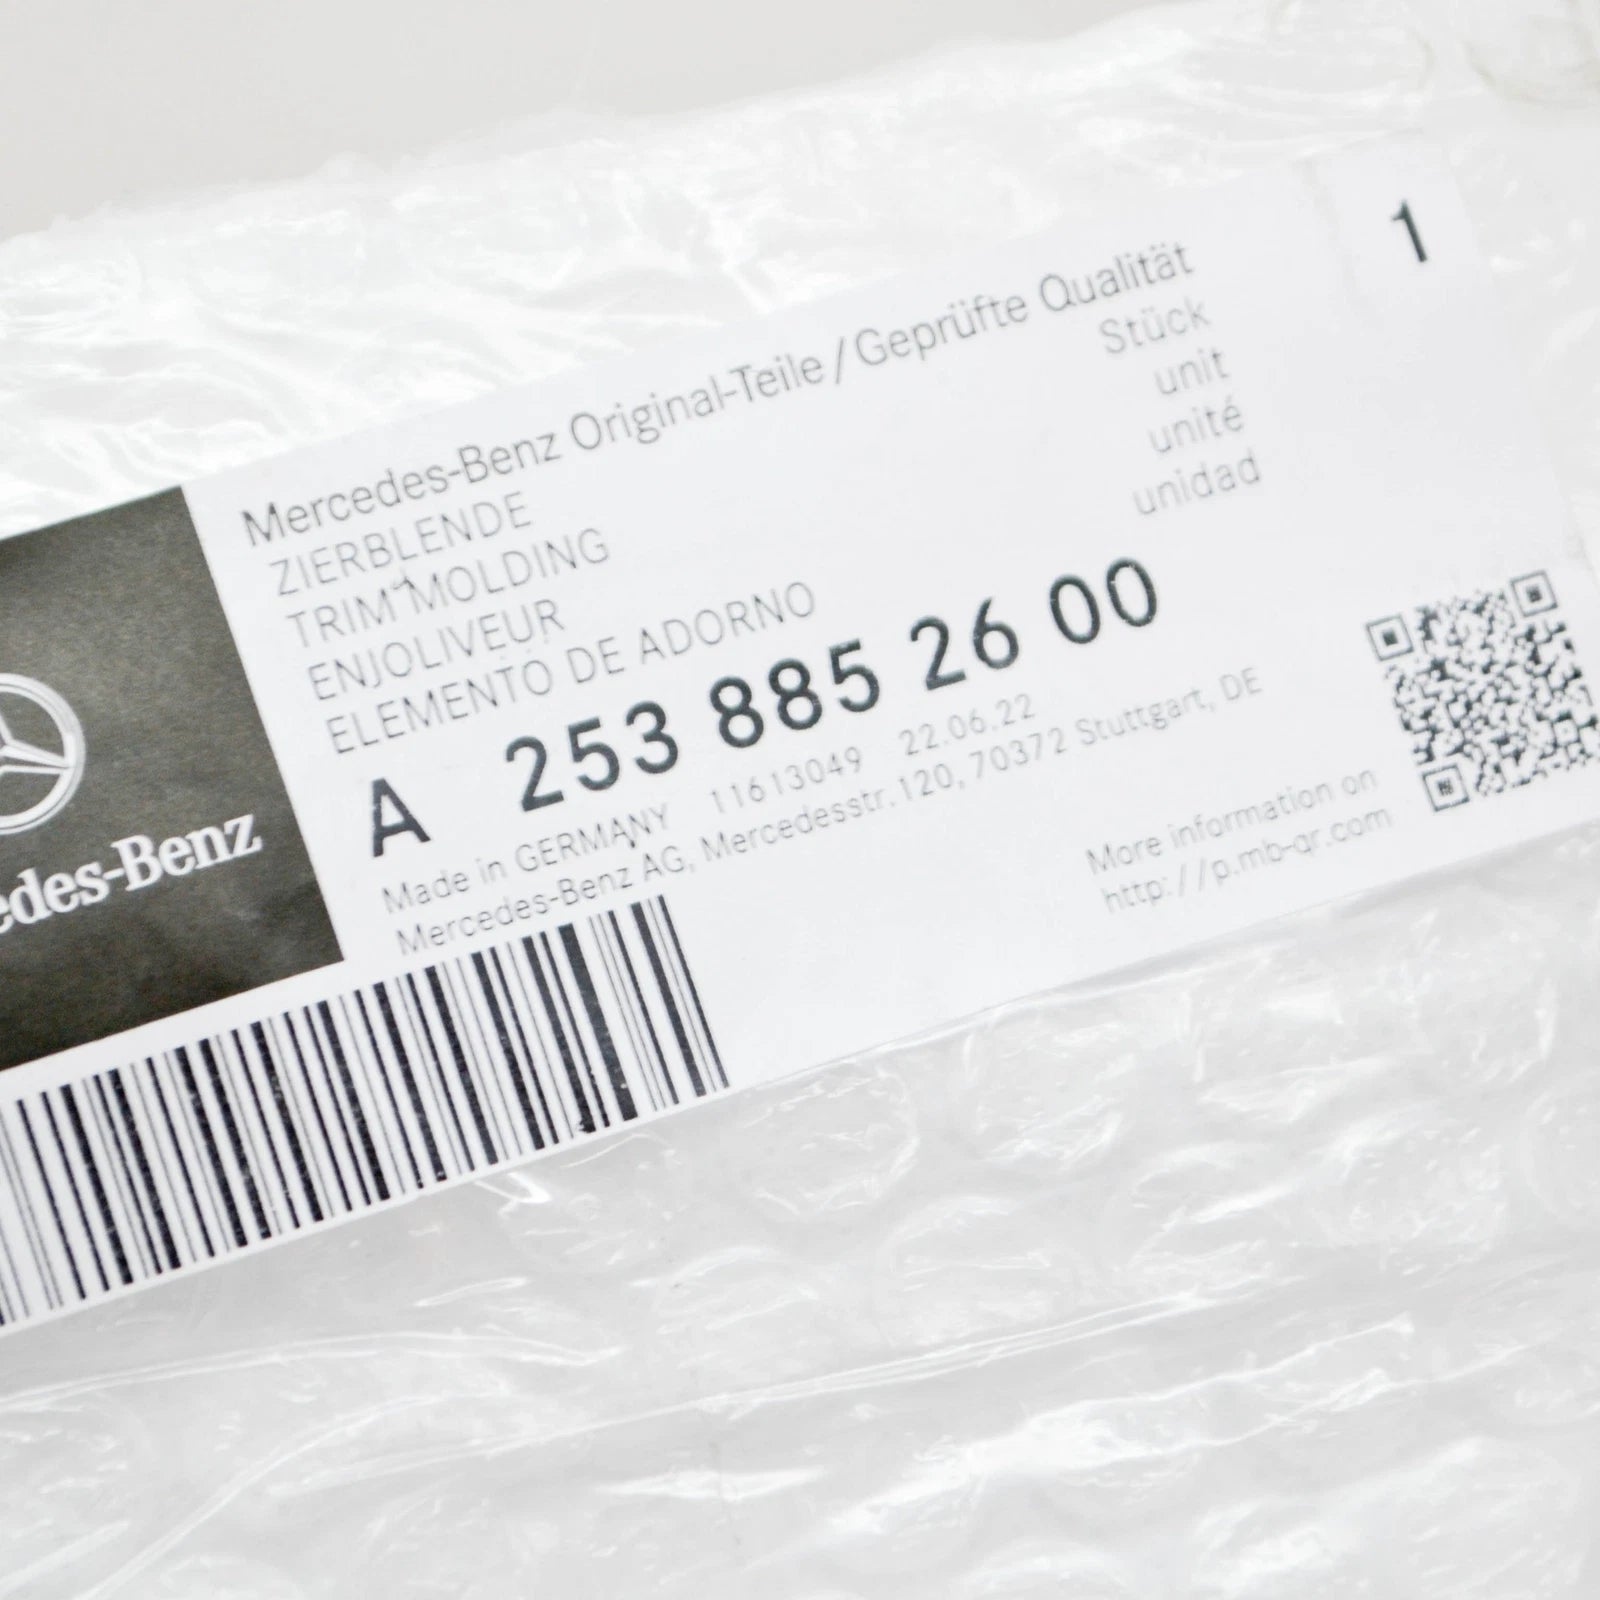 Mercedes-Benz Original-Teile / Geprüfte Qualität
1
ZIERBLENDE
TRIM MOLDING
ENJOLIVEUR
ELEMENTO DE ADORNO
Stück
unit
unité
unidad
A 253 885 26 00
Made in GERMANY 11613049 22.06.22
Mercedes-Benz AG, Mercedesstr. 120, 70372 Stuttgart, DE
More information on
http://p.mb-qr.com
edes-Benz